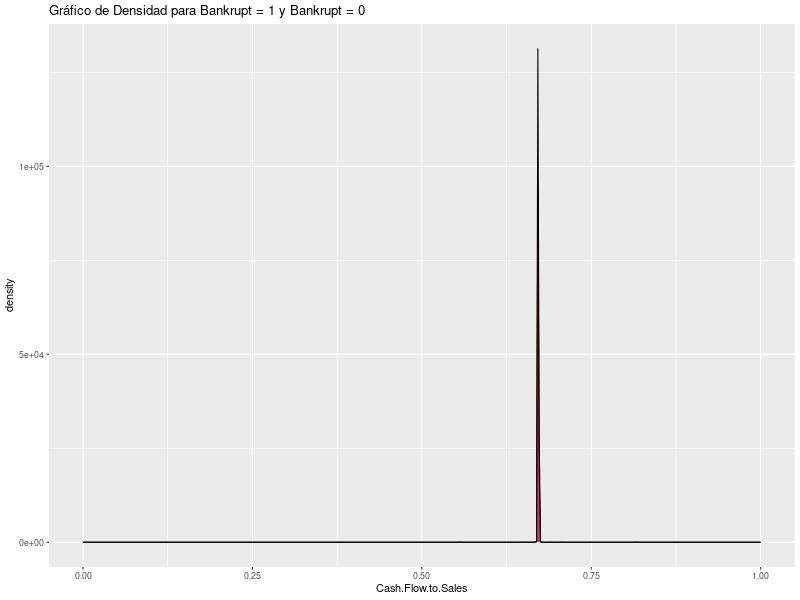 Gráfico de Densidad para Bankrupt = 1 y Bankrupt = 0
1e+05
density
5e+04
0e+00
0.00 0.25 0.50 0.75 1.00
Cash.Flow.to.Sales